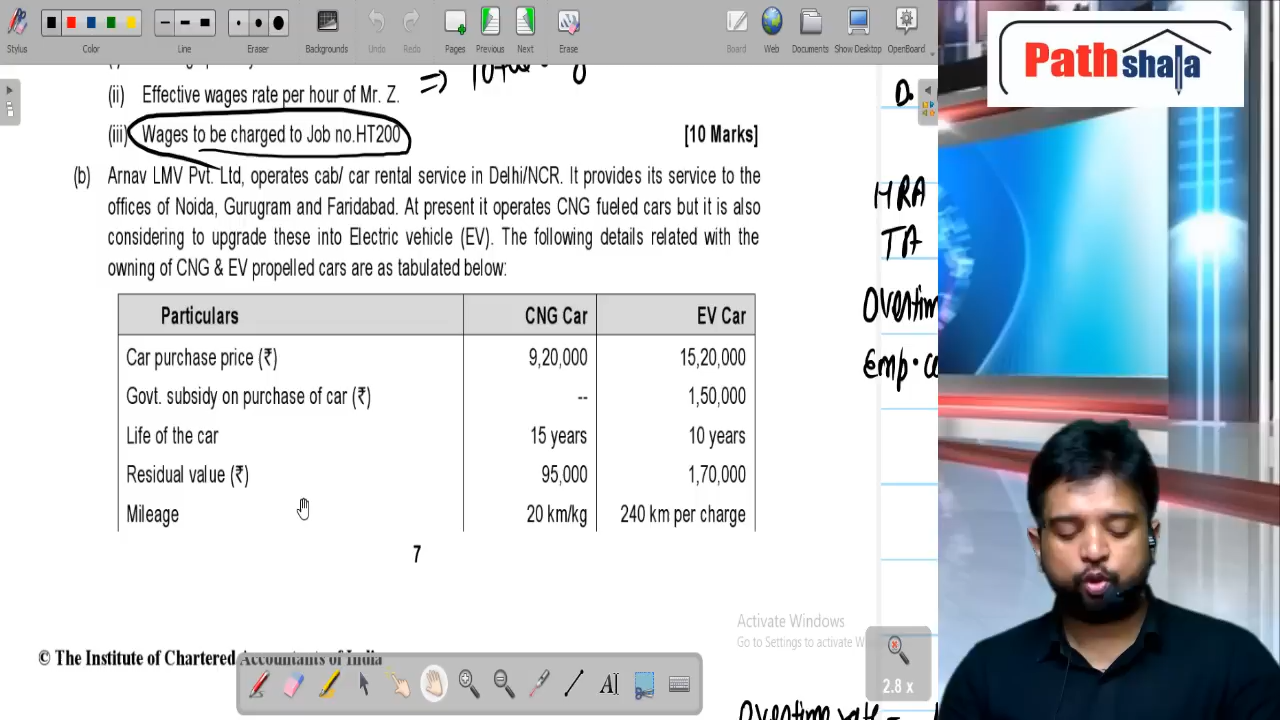 Stylus
Color
Line
Eraser
Backgrounds
Undo
Redo
Pages
Previous
Next
Erase
Board
Web
Documents
Show Desktop
OpenBoard
Path shala
(ii) Effective wages rate per hour of Mr. Z.
(iii) Wages to be charged to Job no.HT200 [10 Marks]
(b) Arnav LMV Pvt. Ltd, operates cab/ car rental service in Delhi/NCR. It provides its service to the
offices of Noida, Gurugram and Faridabad. At present it operates CNG fueled cars but it is also
considering to upgrade these into Electric vehicle (EV). The following details related with the
owning of CNG & EV propelled cars are as tabulated below:
Particulars CNG Car EV Car
Car purchase price (₹) 9,20,000 15,20,000
Govt. subsidy on purchase of car (₹) -- 1,50,000
Life of the car 15 years 10 years
Residual value (₹) 95,000 1,70,000
Mileage 20 km/kg 240 km per charge
7
© The Institute of Chartered Accountants of India
D.
HRA
TA
Overtim
Emp. co
Activate Windows
Go to Settings to activate W
2.8 x
Overtime rate =